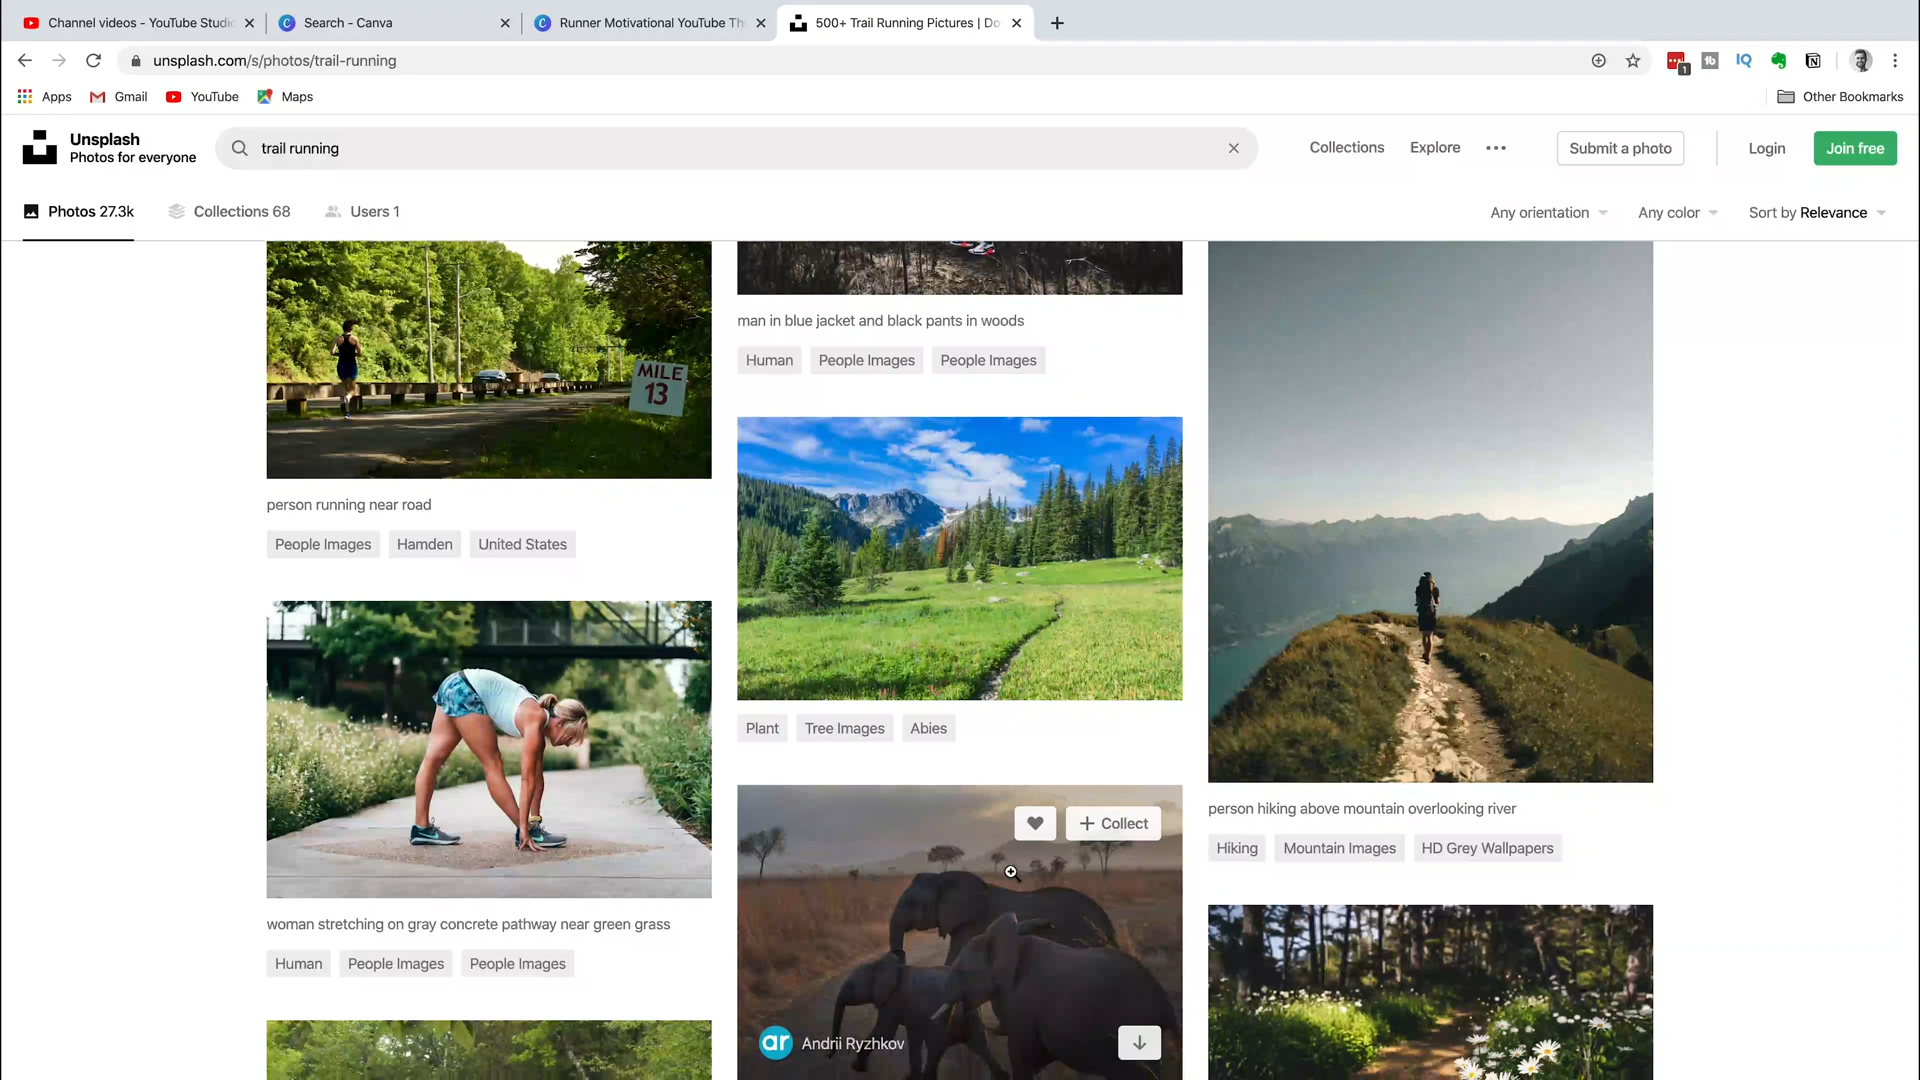 Channel videos - YouTube Studi
Search - Canva
Runner Motivational YouTube Th
500+ Trail Running Pictures | Do
unsplash.com/s/photos/trail-running
1
IQ
Apps
Gmail
YouTube
Maps
Other Bookmarks
Unsplash
Photos for everyone
trail running
Collections
Explore
Submit a photo
Login
Join free
Photos 27.3k
Collections 68
Users 1
Any orientation
Any color
Sort by Relevance
MILE
13
person running near road
People Images
Hamden
United States
woman stretching on gray concrete pathway near green grass
Human
People Images
People Images
man in blue jacket and black pants in woods
Human
People Images
People Images
Plant
Tree Images
Abies
Collect
ar
Andrii Ryzhkov
person hiking above mountain overlooking river
Hiking
Mountain Images
HD Grey Wallpapers